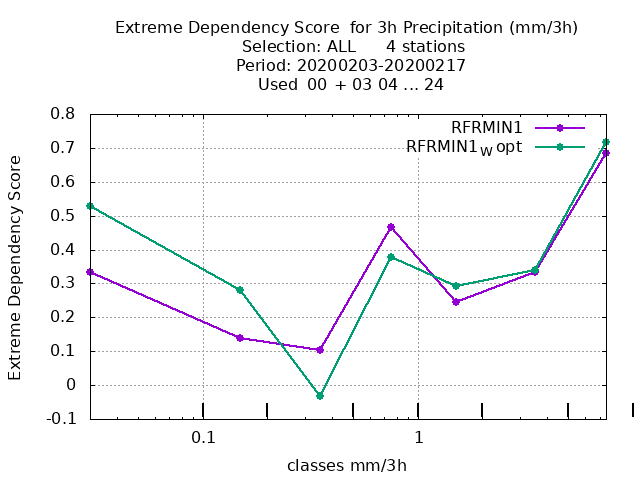 Extreme Dependency Score  for 3h Precipitation (mm/3h)
Selection: ALL      4 stations
Period: 20200203-20200217
Used  00  + 03 04 ... 24
RFRMIN1
RFRMIN1W opt
Extreme Dependency Score
0.8
0.7
0.6
0.5
0.4
0.3
0.2
0.1
0
-0.1
0.1
1
classes mm/3h